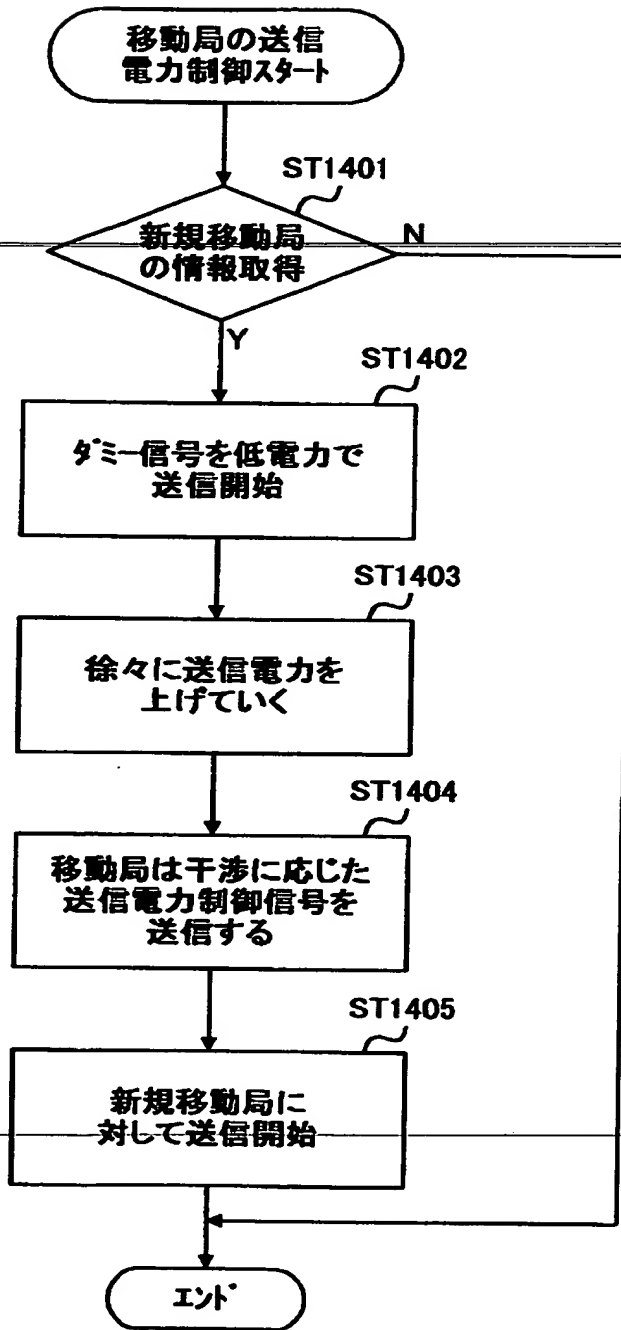 移動局の送信
電力制御スタート
ST1401
新規移動局
の情報取得
N
Y
ST1402
ダミー信号を低電力で
送信開始
ST1403
徐々に送信電力を
上げていく
ST1404
移動局は干渉に応じた
送信電力制御信号を
送信する
ST1405
新規移動局に
対して送信開始
エンド